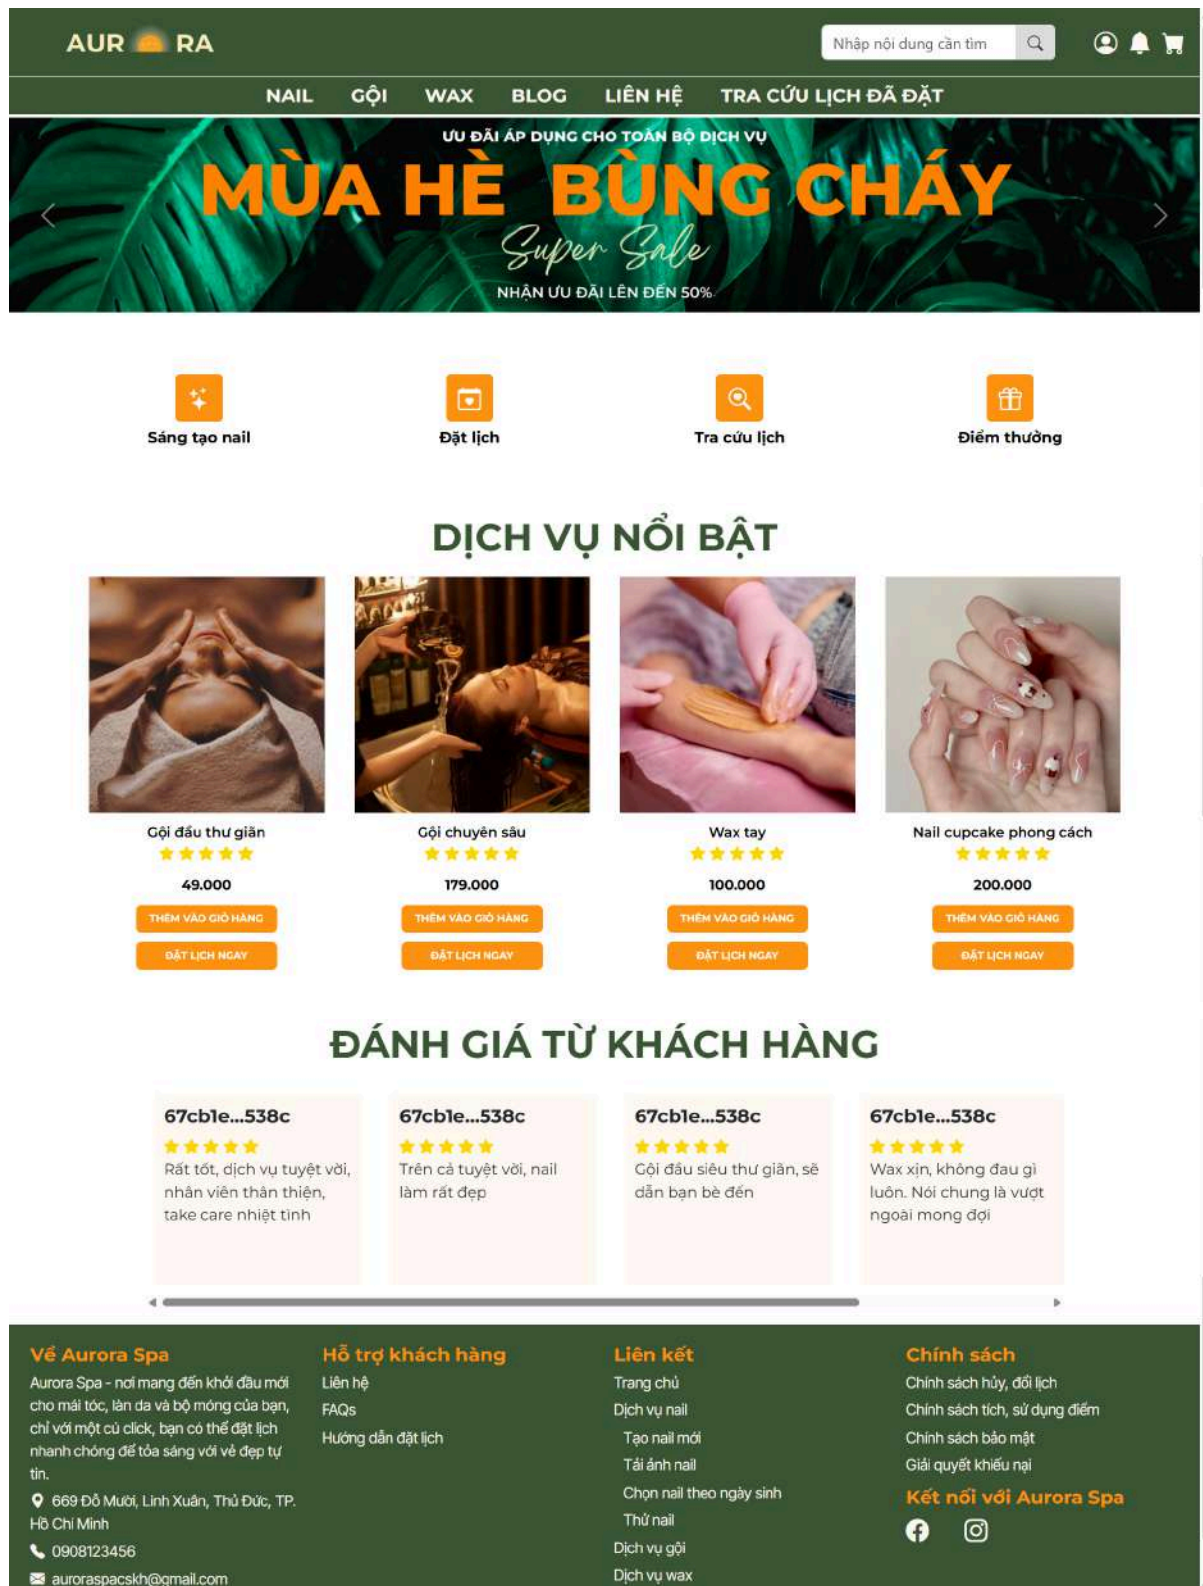 AUR RA
Nhập nội dung cần tìm
NAIL GỘI WAX BLOG LIÊN HỆ TRA CỨU LỊCH ĐÃ ĐẶT
ƯU ĐÃI ÁP DỤNG CHO TOÀN BỘ DỊCH VỤ
MÙA HÈ BÙNG CHÁY
Super Sale
NHẬN ƯU ĐÃI LÊN ĐẾN 50%
Sáng tạo nail Đặt lịch Tra cứu lịch Điểm thưởng
DỊCH VỤ NỔI BẬT
Gội đầu thư giãn Gội chuyên sâu Wax tay Nail cupcake phong cách
49.000 179.000 100.000 200.000
THÊM VÀO GIỎ HÀNG THÊM VÀO GIỎ HÀNG THÊM VÀO GIỎ HÀNG THÊM VÀO GIỎ HÀNG
ĐẶT LỊCH NGAY ĐẶT LỊCH NGAY ĐẶT LỊCH NGAY ĐẶT LỊCH NGAY
ĐÁNH GIÁ TỪ KHÁCH HÀNG
67cb1e...538c
Rất tốt, dịch vụ tuyệt vời,
nhân viên thân thiện,
take care nhiệt tình
67cb1e...538c
Trên cả tuyệt vời, nail
làm rất đẹp
67cb1e...538c
Gội đầu siêu thư giãn, sẽ
dẫn bạn bè đến
67cb1e...538c
Wax xịn, không đau gì
luôn. Nói chung là vượt
ngoài mong đợi
Về Aurora Spa
Aurora Spa - nơi mang đến khởi đầu mới
cho mái tóc, làn da và bộ móng của bạn,
chỉ với một cú click, bạn có thể đặt lịch
nhanh chóng để tỏa sáng với vẻ đẹp tự
tin.
669 Đỗ Mười, Linh Xuân, Thủ Đức, TP.
Hồ Chí Minh
0908123456
auroraspacskh@gmail.com
Hỗ trợ khách hàng
Liên hệ
FAQs
Hướng dẫn đặt lịch
Liên kết
Trang chủ
Dịch vụ nail
Tạo nail mới
Tải ảnh nail
Chọn nail theo ngày sinh
Thử nail
Dịch vụ gội
Dịch vụ wax
Chính sách
Chính sách hủy, đổi lịch
Chính sách tích, sử dụng điểm
Chính sách bảo mật
Giải quyết khiếu nại
Kết nối với Aurora Spa